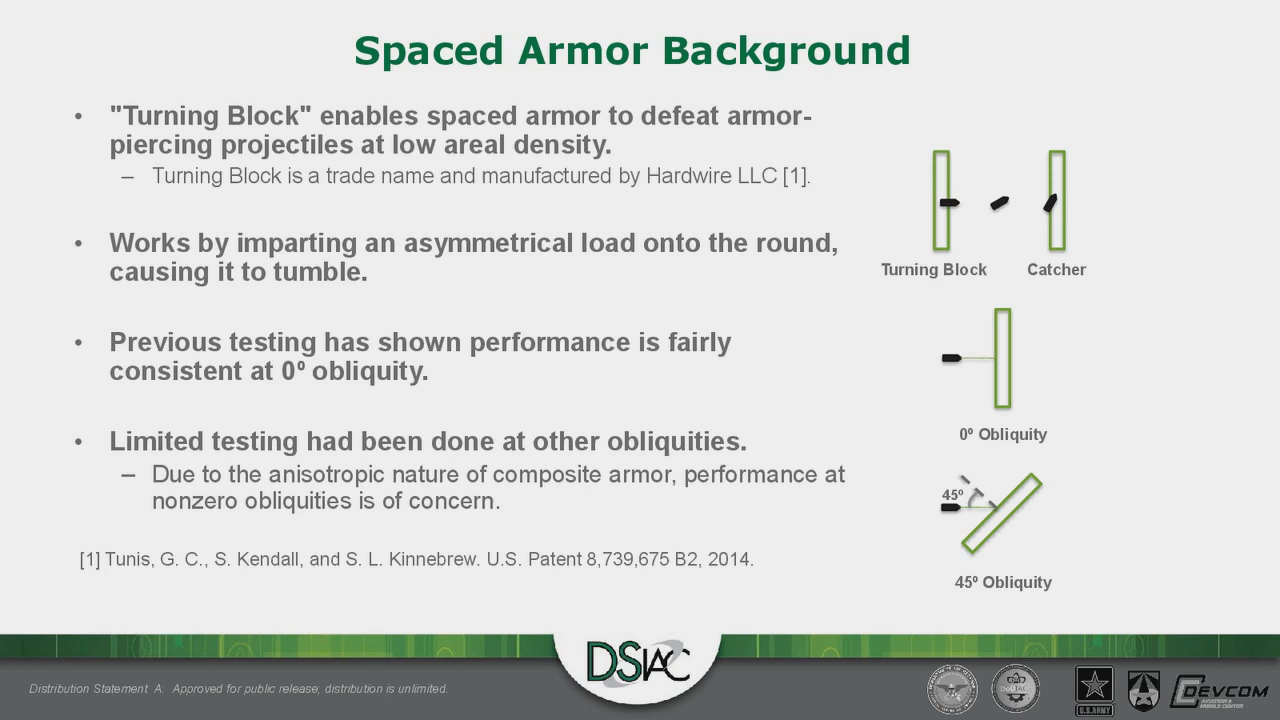 Spaced Armor Background
• "Turning Block" enables spaced armor to defeat armor-
piercing projectiles at low areal density.
– Turning Block is a trade name and manufactured by Hardwire LLC [1].
• Works by imparting an asymmetrical load onto the round,
causing it to tumble.
• Previous testing has shown performance is fairly
consistent at 0º obliquity.
• Limited testing had been done at other obliquities.
– Due to the anisotropic nature of composite armor, performance at
nonzero obliquities is of concern.
[1] Tunis, G. C., S. Kendall, and S. L. Kinnebrew. U.S. Patent 8,739,675 B2, 2014.
Turning Block
Catcher
0º Obliquity
45º
45º Obliquity
Distribution Statement A: Approved for public release; distribution is unlimited.
DSIAC
U.S. ARMY
DEVCOM
AVIATION &
MISSILE CENTER